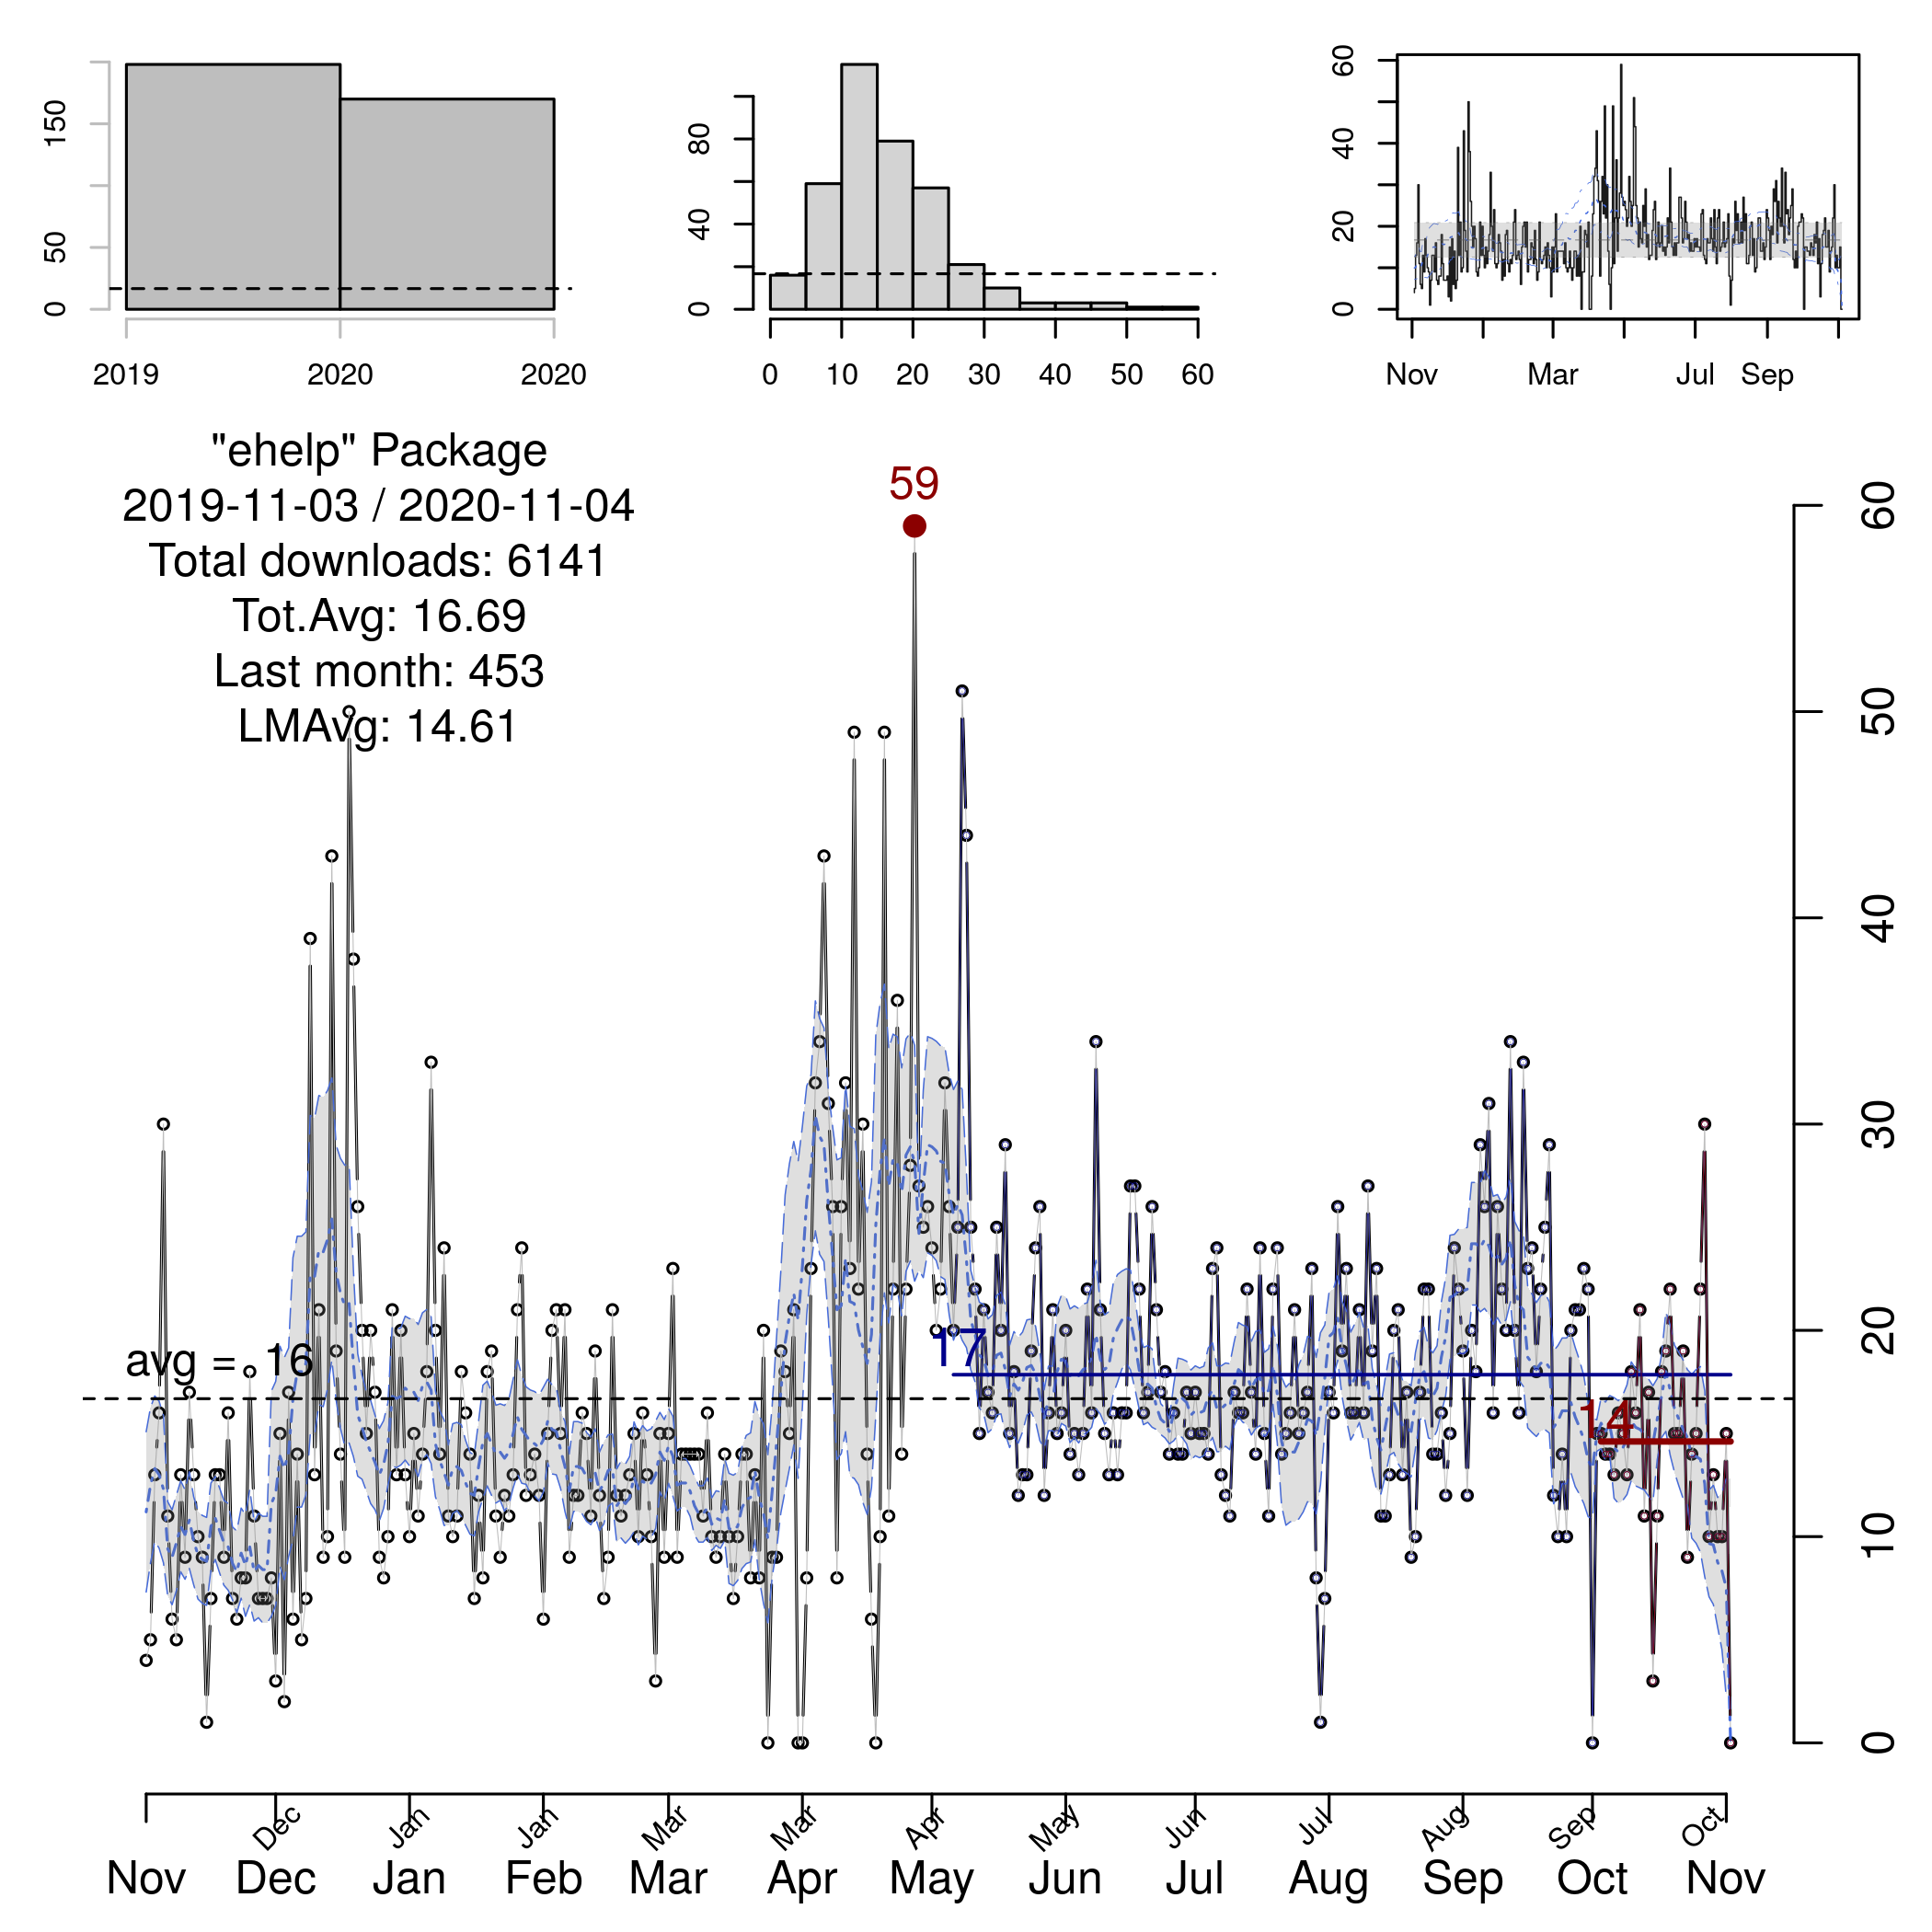 150
50
0
2019 2020 2020
80
40
0
0 10 20 30 40 50 60
60
40
20
0
Nov Mar Jul Sep
"ehelp" Package
2019-11-03 / 2020-11-04
Total downloads: 6141
Tot.Avg: 16.69
Last month: 453
LMAvg: 14.61
59
avg = 16
17
14
60
50
40
30
20
10
0
Dec Jan Jan Mar Mar Apr May Jun Jul Aug Sep Oct
Nov Dec Jan Feb Mar Apr May Jun Jul Aug Sep Oct Nov